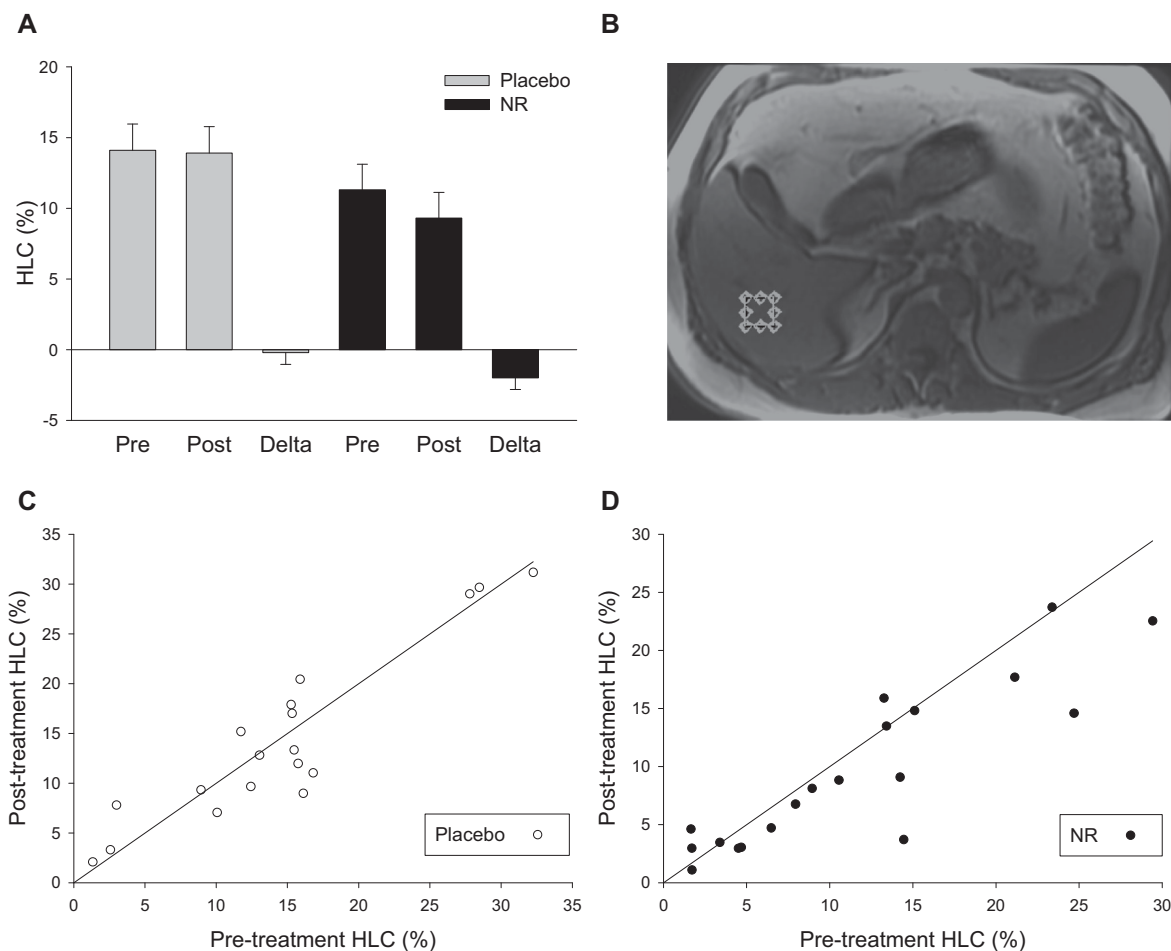 A
20
15
10
5
0
-5
HLC (%)
Placebo
NR
Pre Post Delta Pre Post Delta
B
C
35
30
25
20
15
10
5
0
Post-treatment HLC (%)
Placebo
0 5 10 15 20 25 30 35
Pre-treatment HLC (%)
D
30
25
20
15
10
5
0
Post-treatment HLC (%)
NR
0 5 10 15 20 25 30
Pre-treatment HLC (%)